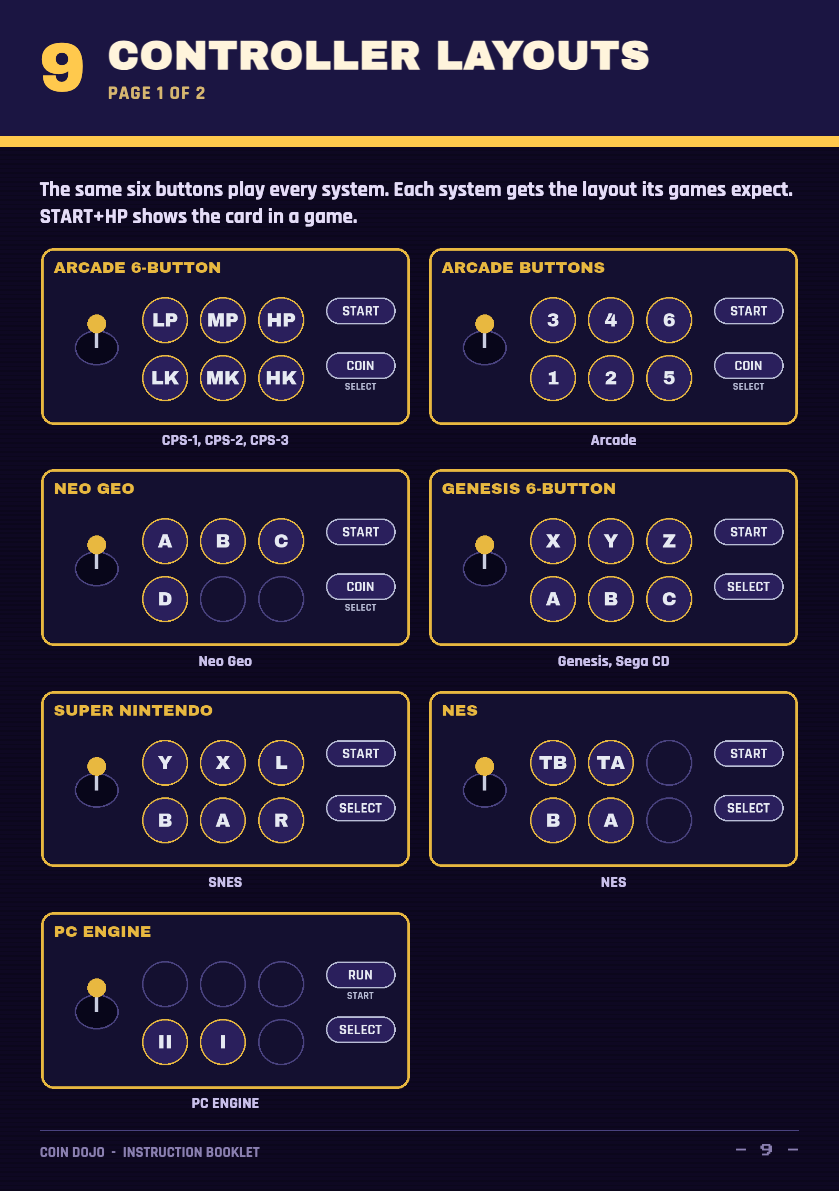 9
CONTROLLER LAYOUTS
PAGE 1 OF 2
The same six buttons play every system. Each system gets the layout its games expect.
START+HP shows the card in a game.
ARCADE 6-BUTTON
LP MP HP START
LK MK HK COIN
SELECT
CPS-1, CPS-2, CPS-3
ARCADE BUTTONS
3 4 6 START
1 2 5 COIN
SELECT
Arcade
NEO GEO
A B C START
D COIN
SELECT
Neo Geo
GENESIS 6-BUTTON
X Y Z START
A B C SELECT
Genesis, Sega CD
SUPER NINTENDO
Y X L START
B A R SELECT
SNES
NES
TB TA START
B A SELECT
NES
PC ENGINE
RUN
START
II I SELECT
PC ENGINE
COIN DOJO - INSTRUCTION BOOKLET
– 9 –